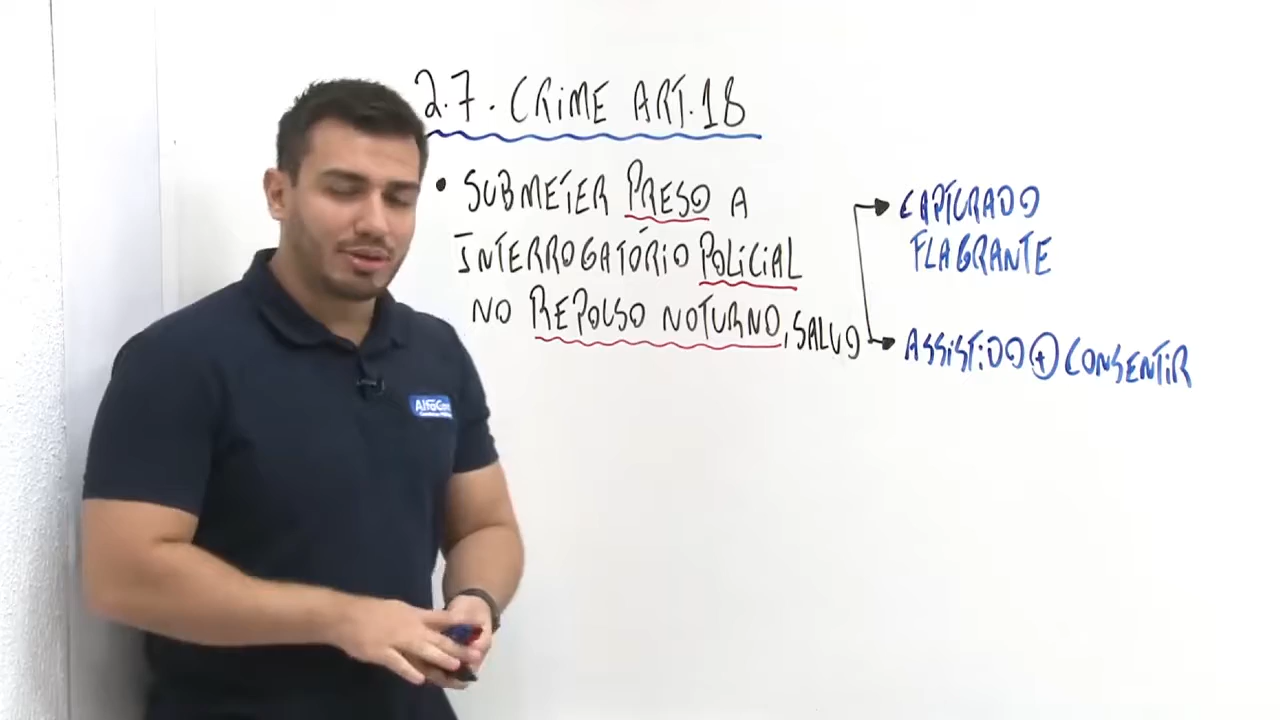 2.7. CRIME ART.18
• SUBMETER PRESO A
INTERROGATÓRIO POLICIAL
NO REPOUSO NOTURNO, SALVO
CAPTURADO
FLAGRANTE
ASSISTIDO + CONSENTIR